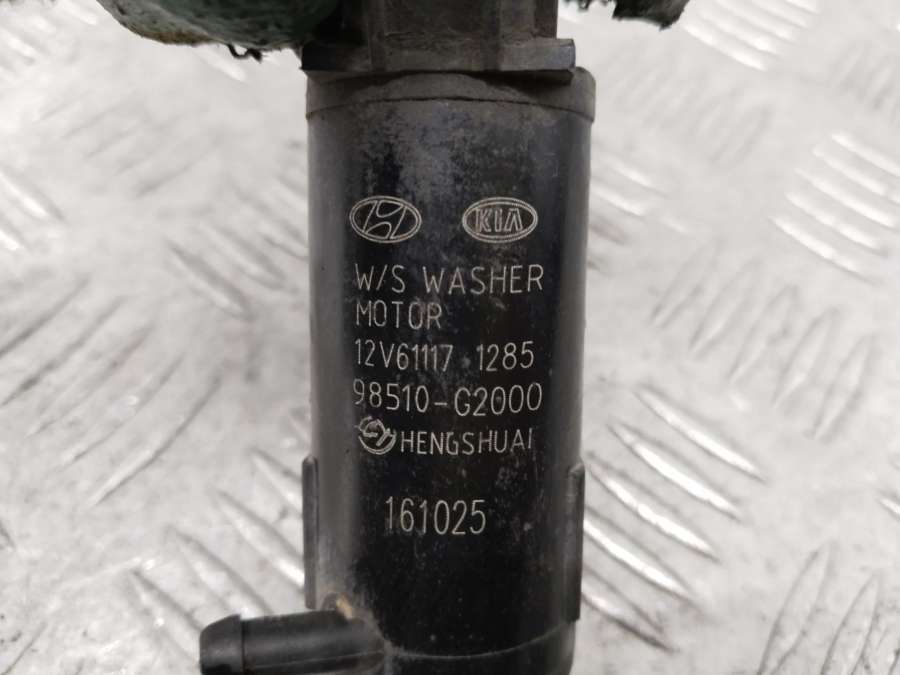 KIA
W/S WASHER
MOTOR
12V61117 1285
98510-G2000
HENGSHUAI
161025